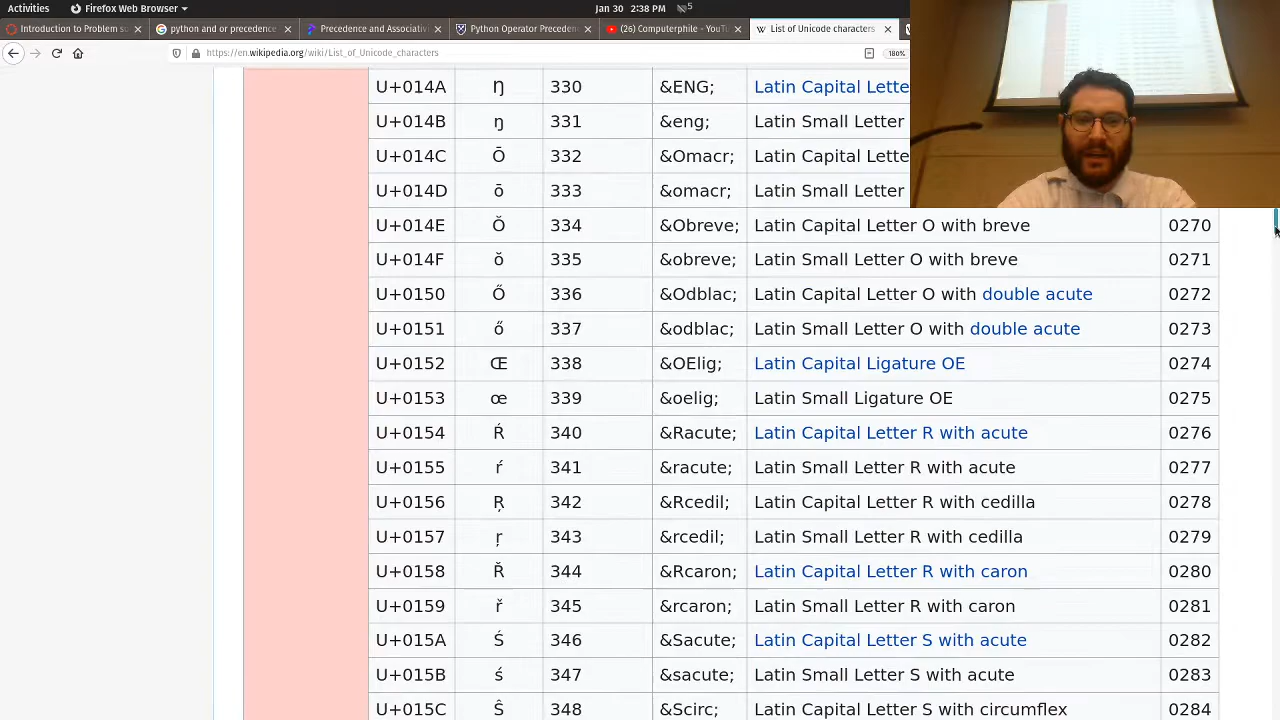 Activities Firefox Web Browser Jan 30 2:38 PM 5
Introduction to Problem s python and or precedence Precedence and Associativ Python Operator Preceden (26) Computerphile - YouT List of Unicode characters
https://en.wikipedia.org/wiki/List_of_Unicode_characters 180%
U+014A Ŋ 330 &ENG; Latin Capital Lette
U+014B ŋ 331 &eng; Latin Small Letter
U+014C Ō 332 &Omacr; Latin Capital Lette
U+014D ō 333 &omacr; Latin Small Letter
U+014E Ŏ 334 &Obreve; Latin Capital Letter O with breve 0270
U+014F ŏ 335 &obreve; Latin Small Letter O with breve 0271
U+0150 Ő 336 &Odblac; Latin Capital Letter O with double acute 0272
U+0151 ő 337 &odblac; Latin Small Letter O with double acute 0273
U+0152 Œ 338 &OElig; Latin Capital Ligature OE 0274
U+0153 œ 339 &oelig; Latin Small Ligature OE 0275
U+0154 Ŕ 340 &Racute; Latin Capital Letter R with acute 0276
U+0155 ŕ 341 &racute; Latin Small Letter R with acute 0277
U+0156 Ŗ 342 &Rcedil; Latin Capital Letter R with cedilla 0278
U+0157 ŗ 343 &rcedil; Latin Small Letter R with cedilla 0279
U+0158 Ř 344 &Rcaron; Latin Capital Letter R with caron 0280
U+0159 ř 345 &rcaron; Latin Small Letter R with caron 0281
U+015A Ś 346 &Sacute; Latin Capital Letter S with acute 0282
U+015B ś 347 &sacute; Latin Small Letter S with acute 0283
U+015C Ŝ 348 &Scirc; Latin Capital Letter S with circumflex 0284